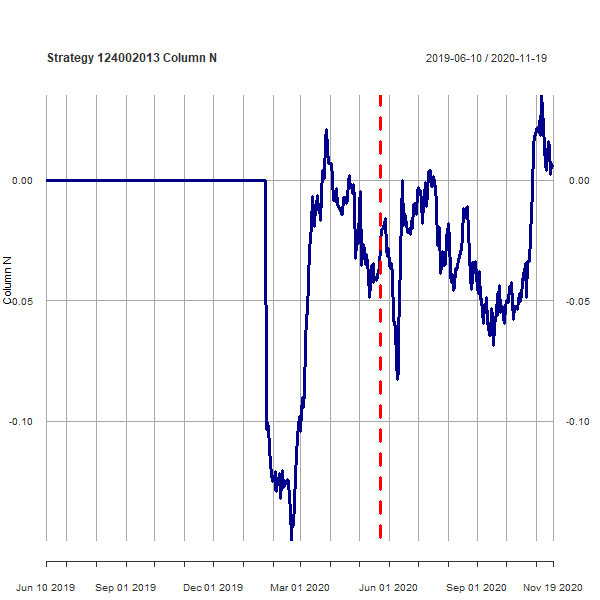 Strategy 124002013 Column N
2019-06-10 / 2020-11-19
0.00
0.00
Column N
-0.05
-0.05
-0.10
-0.10
Jun 10 2019
Sep 01 2019
Dec 01 2019
Mar 01 2020
Jun 01 2020
Sep 01 2020
Nov 19 2020